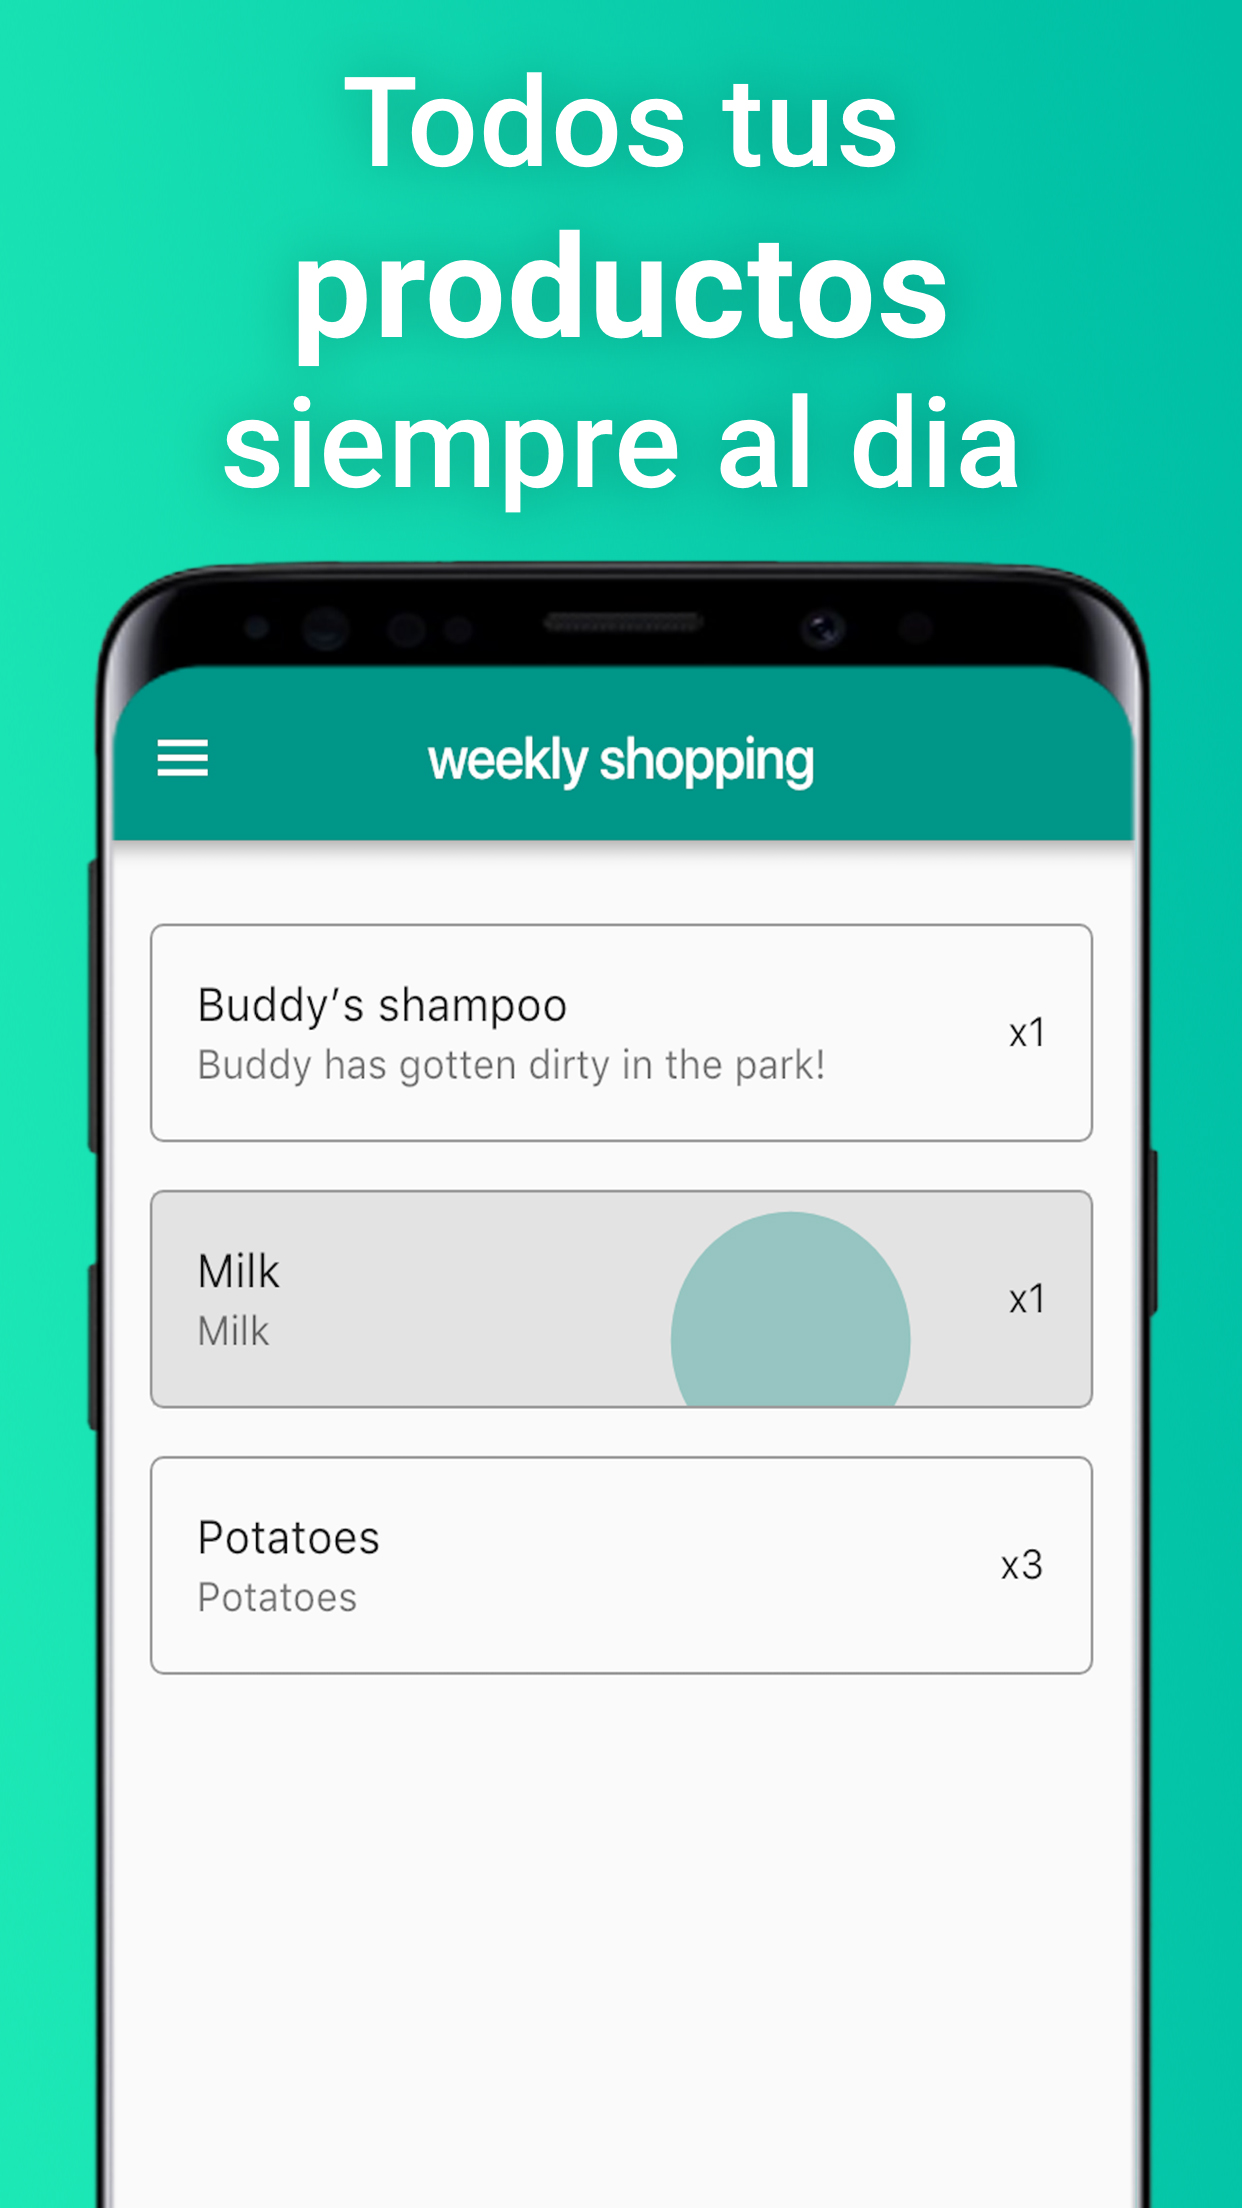 Todos tus
productos
siempre al dia
weekly shopping
Buddy's shampoo
Buddy has gotten dirty in the park!
x1
Milk
Milk
x1
Potatoes
Potatoes
x3